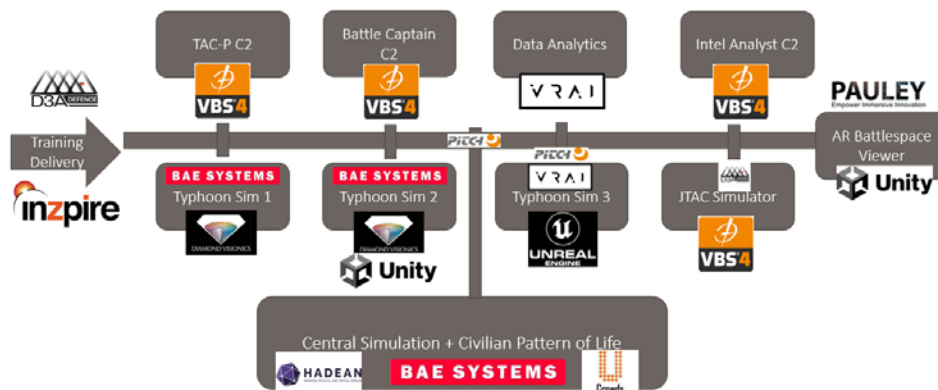 TAC-P C2
VBS4
Battle Captain
C2
VBS4
Data Analytics
VRAI
Intel Analyst C2
VBS4
D3A DEFENCE
PAULEY
Empower Immersive Innovation
Training
Delivery
PITCH
AR Battlespace
Viewer
Unity
inzpire
BAE SYSTEMS
Typhoon Sim 1
DIAMOND VISIONICS
BAE SYSTEMS
Typhoon Sim 2
DIAMOND VISIONICS
Unity
PITCH
VRAI
Typhoon Sim 3
UNREAL
ENGINE
JTAC Simulator
VBS4
Central Simulation + Civilian Pattern of Life
HADEAN
BAE SYSTEMS
Crowds